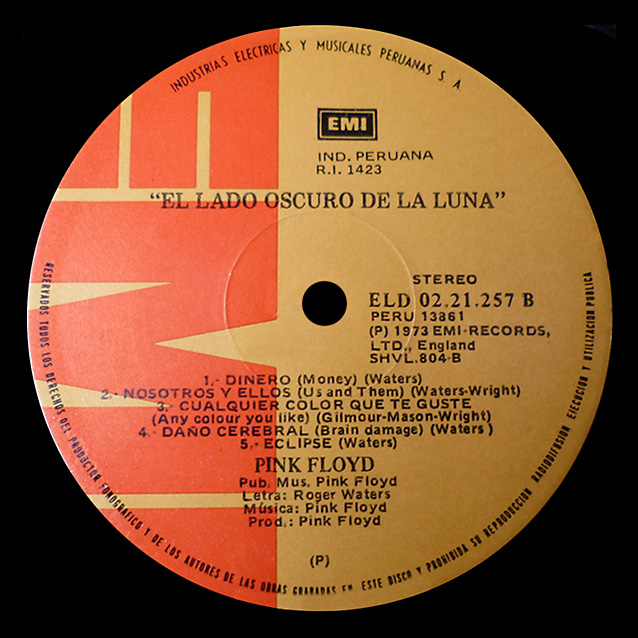 INDUSTRIAS ELECTRICAS Y MUSICALES PERUANAS S. A.
EMI
IND. PERUANA
R.I. 1423
"EL LADO OSCURO DE LA LUNA"
STEREO
ELD 02.21.257 B
PERU 13861
(P) 1973 EMI-RECORDS,
LTD., England
SHVL.804-B
1.- DINERO (Money) (Waters)
2.- NOSOTROS Y ELLOS (Us and Them) (Waters-Wright)
3.- CUALQUIER COLOR QUE TE GUSTE
(Any colour you like) (Gilmour-Mason-Wright)
4.- DAÑO CEREBRAL (Brain damage) (Waters)
5.- ECLIPSE (Waters)
PINK FLOYD
Pub. Mus. Pink Floyd
Letra: Roger Waters
Música: Pink Floyd
Prod.: Pink Floyd
(P)
RESERVADOS TODOS LOS DERECHOS DEL PRODUCTOR FONOGRAFICO Y DE LOS AUTORES DE LAS OBRAS GRABADAS EN ESTE DISCO Y PROHIBIDA SU REPRODUCCION RADIODIFUSION EJECUCION Y UTILIZACION PUBLICA